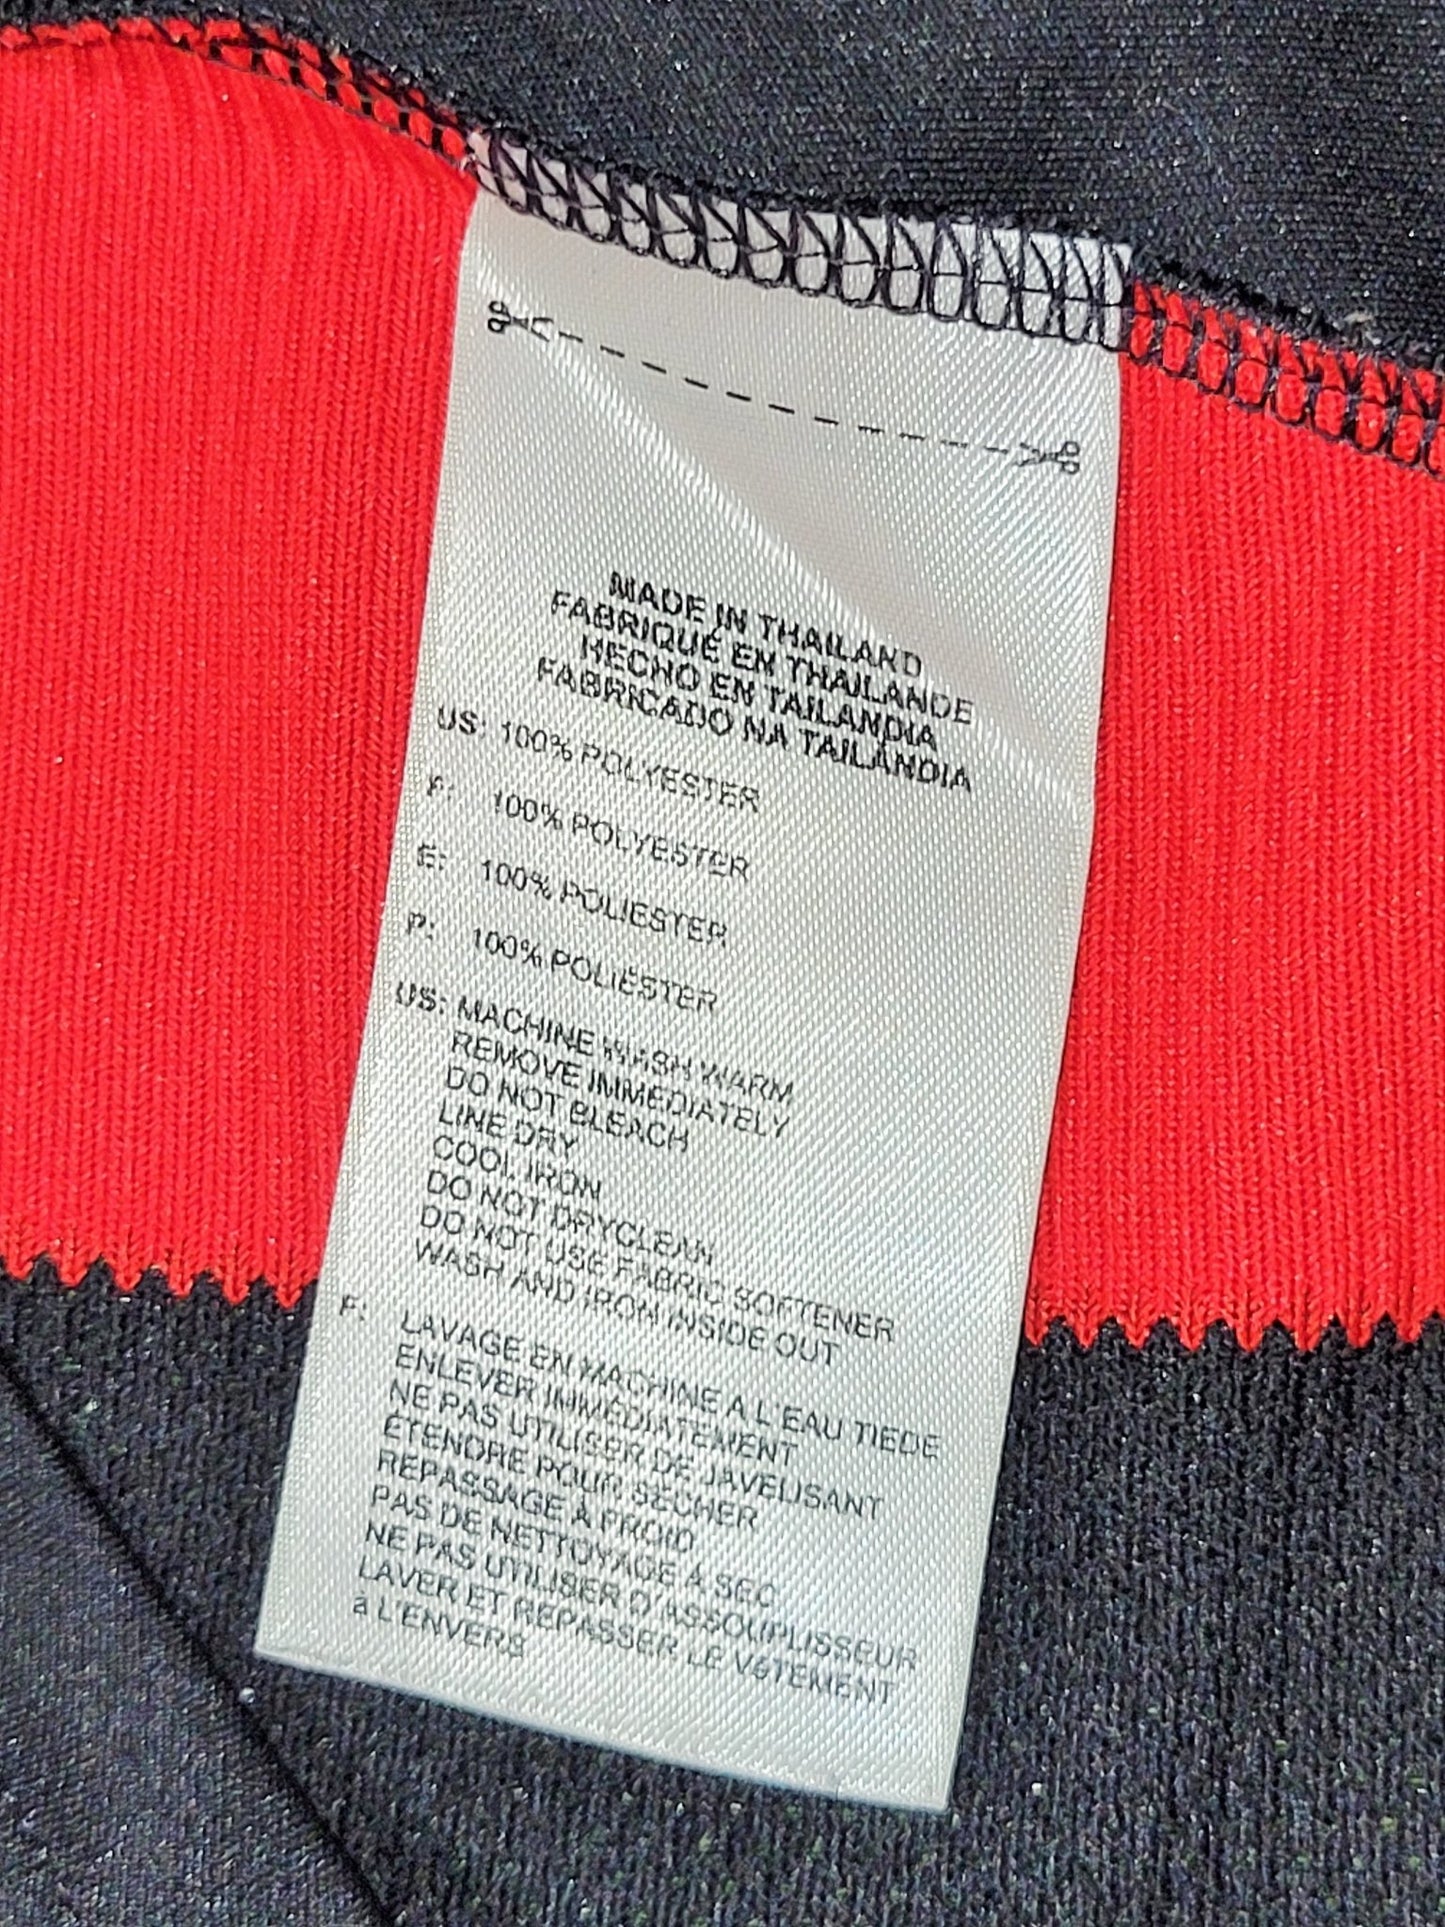 MADE IN THAILAND
FABRIQUÉ EN THAILANDE
HECHO EN TAILANDIA
FABRICADO NA TAILÂNDIA
US: 100% POLYESTER
F: 100% POLYESTER
E: 100% POLIESTER
P: 100% POLIÉSTER
US: MACHINE WASH WARM
REMOVE IMMEDIATELY
DO NOT BLEACH
LINE DRY
COOL IRON
DO NOT DRYCLEAN
DO NOT USE FABRIC SOFTENER
WASH AND IRON INSIDE OUT
F: LAVAGE EN MACHINE A L'EAU TIEDE
ENLEVER IMMÉDIATEMENT
NE PAS UTILISER DE JAVELISANT
ÉTENDRE POUR SÉCHER
REPASSAGE À FROID
PAS DE NETTOYAGE À SEC
NE PAS UTILISER D'ASSOUPLISSEUR
LAVER ET REPASSER LE VêTEMENT
à L'ENVERS